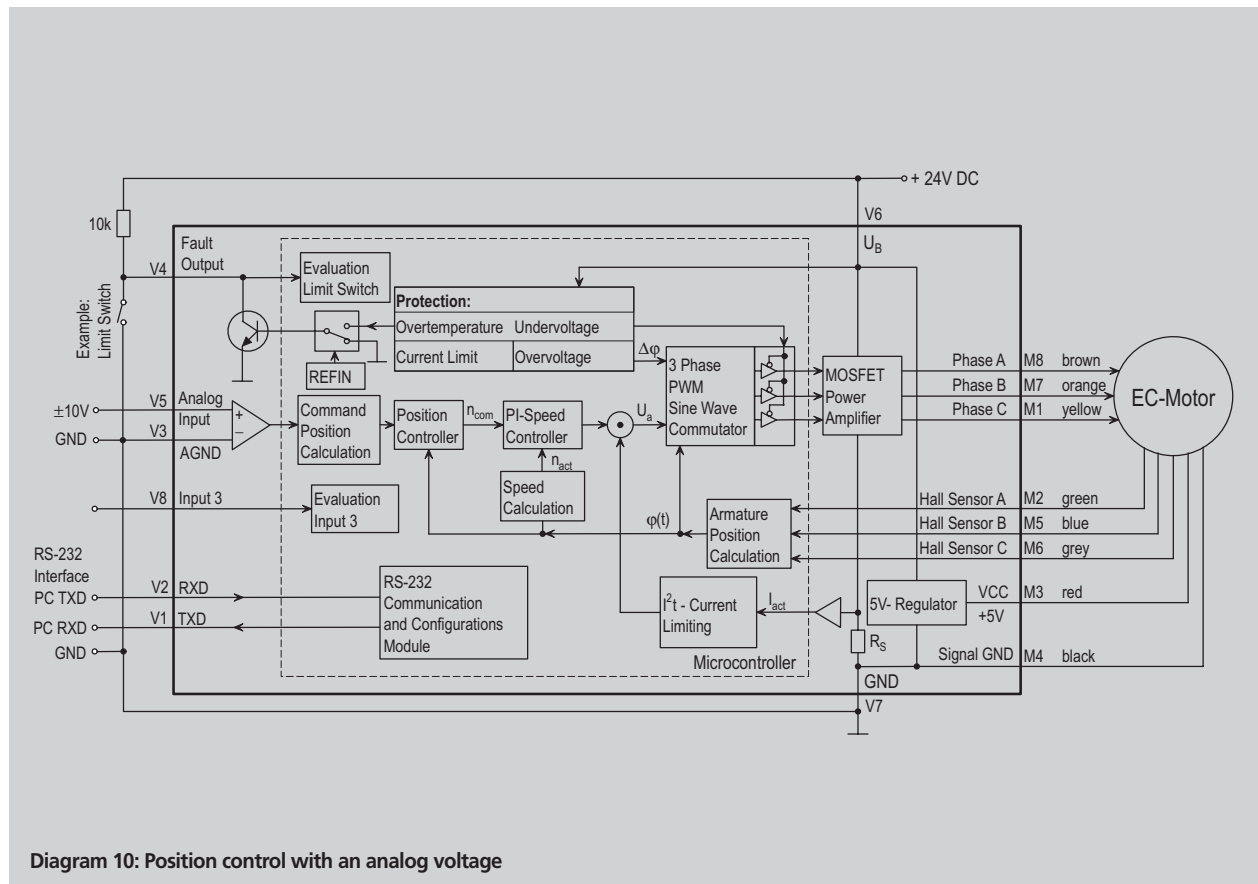 + 24V DC
10k
V6
Fault
Output
U_B
V4
Evaluation
Limit Switch
Example:
Limit Switch
Protection:
Overtemperature Undervoltage
Current Limit Overvoltage
REFIN
Δφ
3 Phase
PWM
Sine Wave
Commutator
MOSFET
Power
Amplifier
Phase A M8 brown
Phase B M7 orange
Phase C M1 yellow
EC-Motor
±10V V5 Analog
Input
GND V3
AGND
+
–
Command
Position
Calculation
Position
Controller
n_com
PI-Speed
Controller
U_a
n_act
Speed
Calculation
V8 Input 3
Evaluation
Input 3
φ(t)
Armature
Position
Calculation
Hall Sensor A M2 green
Hall Sensor B M5 blue
Hall Sensor C M6 grey
RS-232
Interface
PC TXD V2 RXD
PC RXD V1 TXD
GND
RS-232
Communication
and Configurations
Module
I²t - Current
Limiting
I_act
5V- Regulator
VCC M3 red
+5V
R_S
Microcontroller
Signal GND M4 black
GND
V7
Diagram 10: Position control with an analog voltage